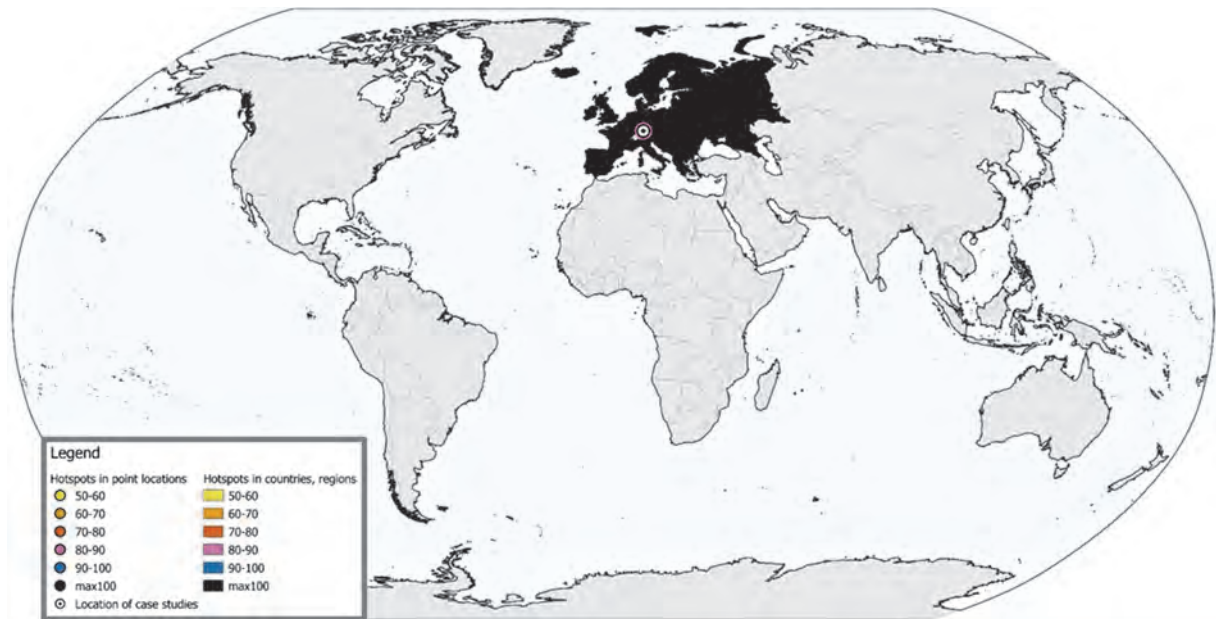 Legend
Hotspots in point locations Hotspots in countries, regions
50-60 50-60
60-70 60-70
70-80 70-80
80-90 80-90
90-100 90-100
max100 max100
Location of case studies